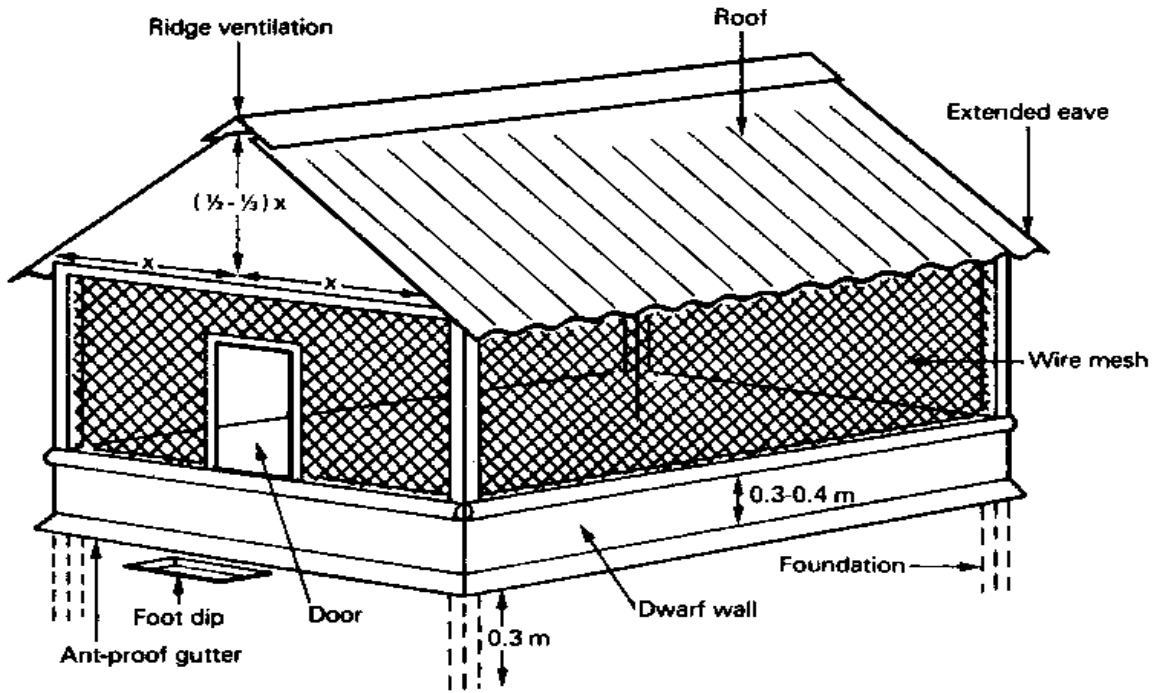 Ridge ventilation
Roof
Extended eave
(½-⅓) x
x
x
Wire mesh
0.3-0.4 m
Foundation
Foot dip
Door
Dwarf wall
0.3 m
Ant-proof gutter